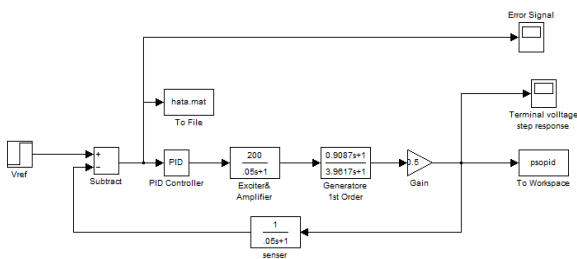 Error Signal
hata.mat
To File
Terminal voulltage
step response
Vref
+
−
Subtract
PID
PID Controller
200
.05s+1
Exciter&
Amplifier
0.9087s+1
3.9617s+1
Generatore
1st Order
0.5
Gain
psopid
To Workspace
1
.05s+1
senser